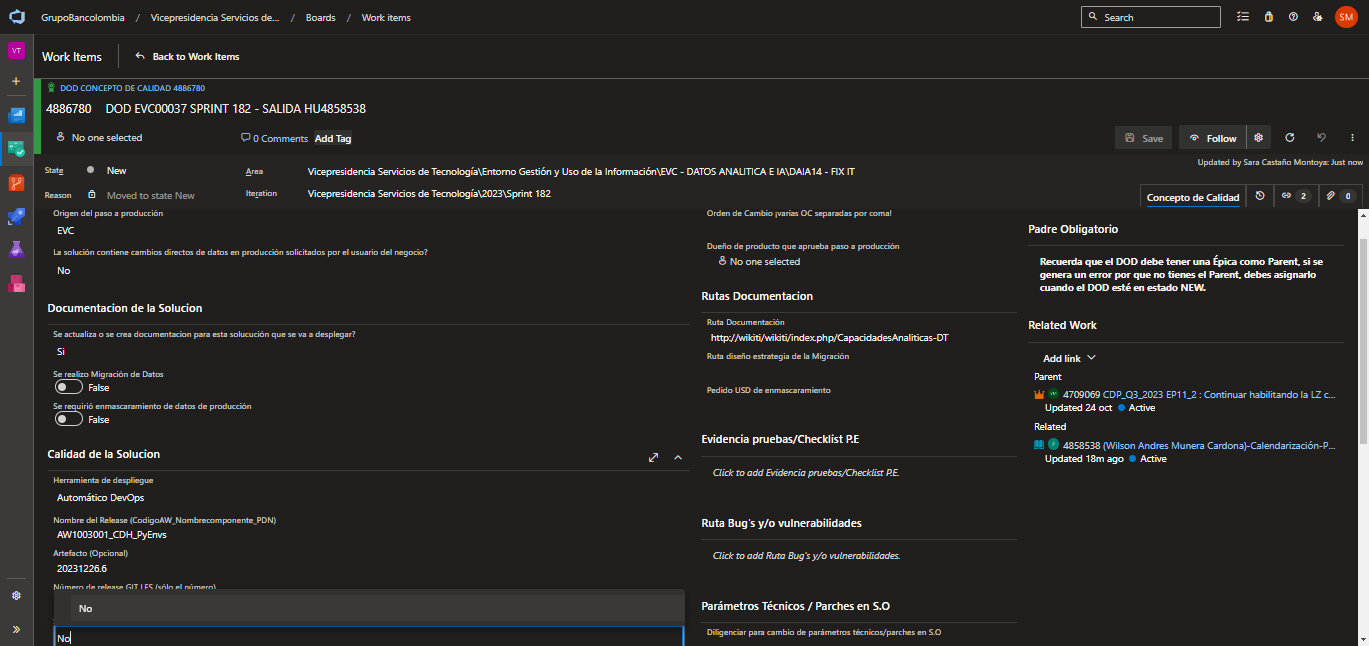 GrupoBancolombia / Vicepresidencia Servicios de... / Boards / Work items
Search
SM
VT
Work Items
Back to Work Items
DOD CONCEPTO DE CALIDAD 4886780
4886780 DOD EVC00037 SPRINT 182 - SALIDA HU4858538
No one selected
0 Comments
Add Tag
Save
Follow
Updated by Sara Castaño Montoya: Just now
State
New
Area
Vicepresidencia Servicios de Tecnología\Entorno Gestión y Uso de la Información\EVC - DATOS ANALITICA E IA\DAIA14 - FIX IT
Reason
Moved to state New
Iteration
Vicepresidencia Servicios de Tecnología\2023\Sprint 182
Concepto de Calidad
2
0
Origen del paso a producción
EVC
La solución contiene cambios directos de datos en producción solicitados por el usuario del negocio?
No
Documentacion de la Solucion
Se actualiza o se crea documentacion para esta solucución que se va a desplegar?
Si
Se realizo Migración de Datos
False
Se requirió enmascaramiento de datos de producción
False
Calidad de la Solucion
Herramienta de despliegue
Automático DevOps
Nombre del Release (CodigoAW_Nombrecomponente_PDN)
AW1003001_CDH_PyEnvs
Artefacto (Opcional)
20231226.6
Número de release GIT LFS (sólo el número)
No
No
Orden de Cambio ¡varias OC separadas por coma!
Dueño de producto que aprueba paso a producción
No one selected
Rutas Documentacion
Ruta Documentación
http://wikiti/wikiti/index.php/CapacidadesAnaliticas-DT
Ruta diseño estrategia de la Migración
Pedido USD de enmascaramiento
Evidencia pruebas/Checklist P.E
Click to add Evidencia pruebas/Checklist P.E.
Ruta Bug's y/o vulnerabilidades
Click to add Ruta Bug's y/o vulnerabilidades.
Parámetros Técnicos / Parches en S.O
Diligenciar para cambio de parámetros técnicos/parches en S.O
Padre Obligatorio
Recuerda que el DOD debe tener una Épica como Parent, si se
genera un error por que no tienes el Parent, debes asignarlo
cuando el DOD esté en estado NEW.
Related Work
Add link
Parent
4709069 CDP_Q3_2023 EP11_2 : Continuar habilitando la LZ c...
Updated 24 oct Active
Related
4858538 (Wilson Andres Munera Cardona)-Calendarización-P...
Updated 18m ago Active